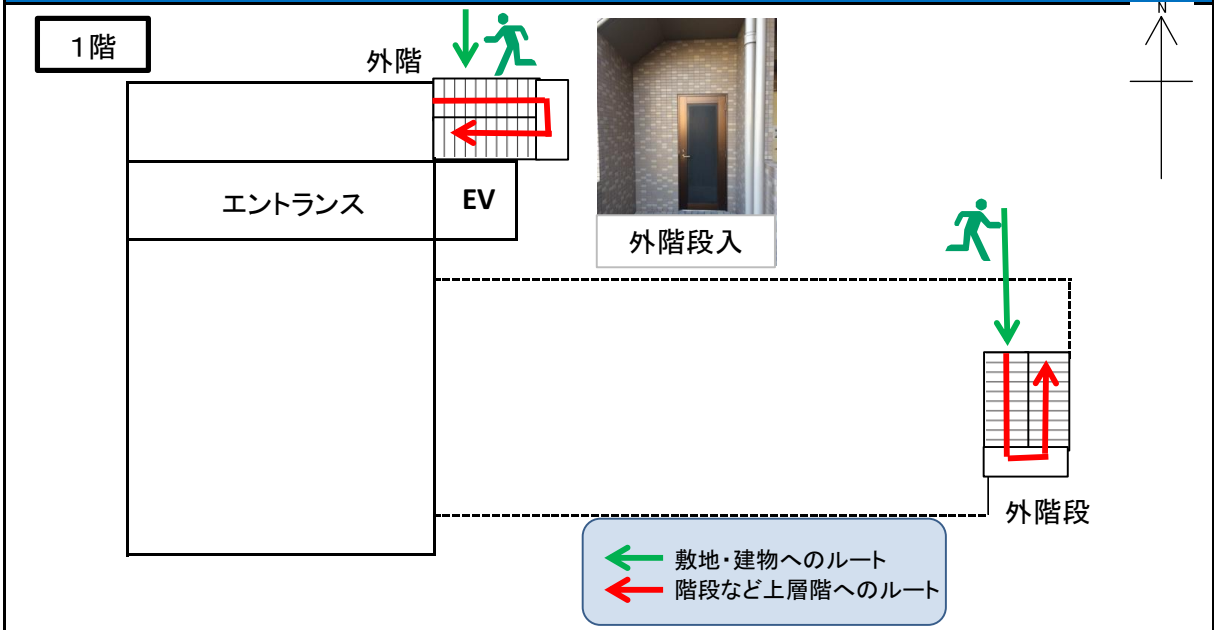 N
1階
外階
エントランス
EV
外階段入
外階段
敷地・建物へのルート
階段など上層階へのルート